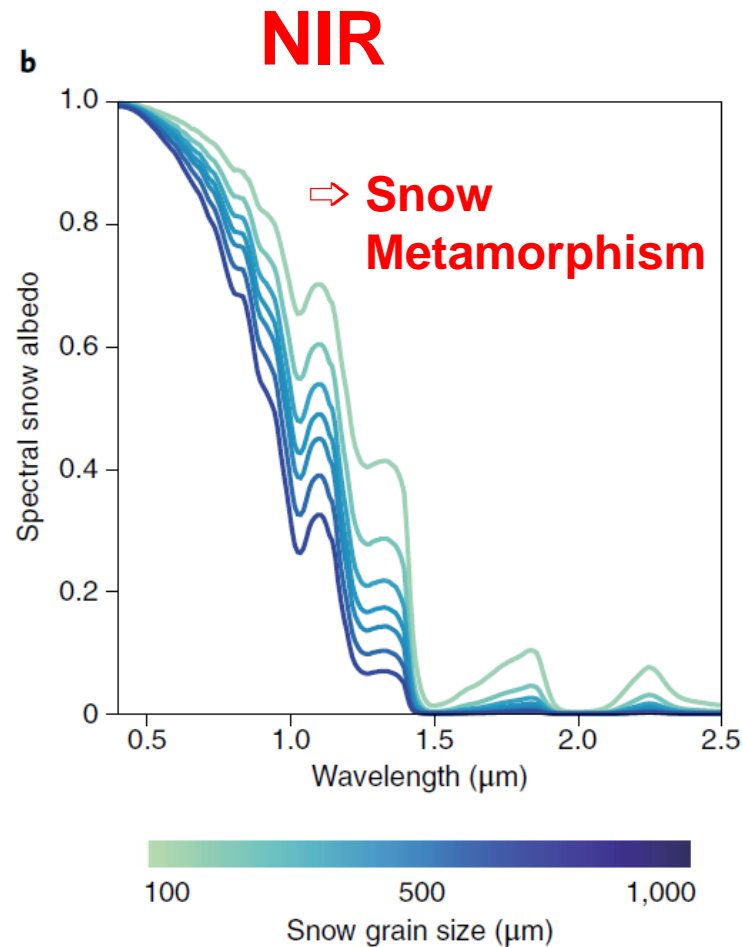 NIR
b
⇨ Snow
Metamorphism
1.0
0.8
0.6
0.4
0.2
0
Spectral snow albedo
0.5 1.0 1.5 2.0 2.5
Wavelength (μm)
100 500 1,000
Snow grain size (μm)